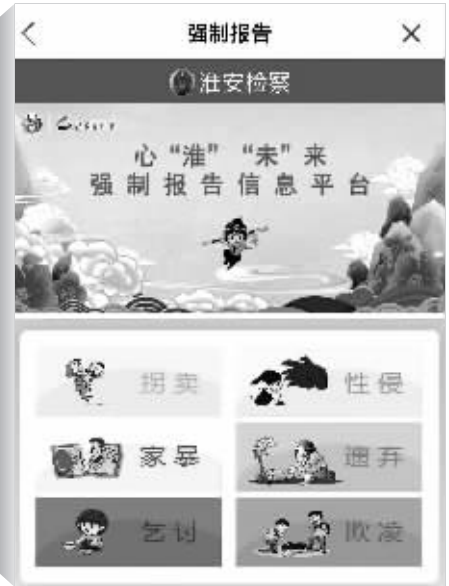 强制报告
淮安检察
心“淮”“未”来
强制报告信息平台
拐卖
性侵
家暴
遗弃
乞讨
欺凌